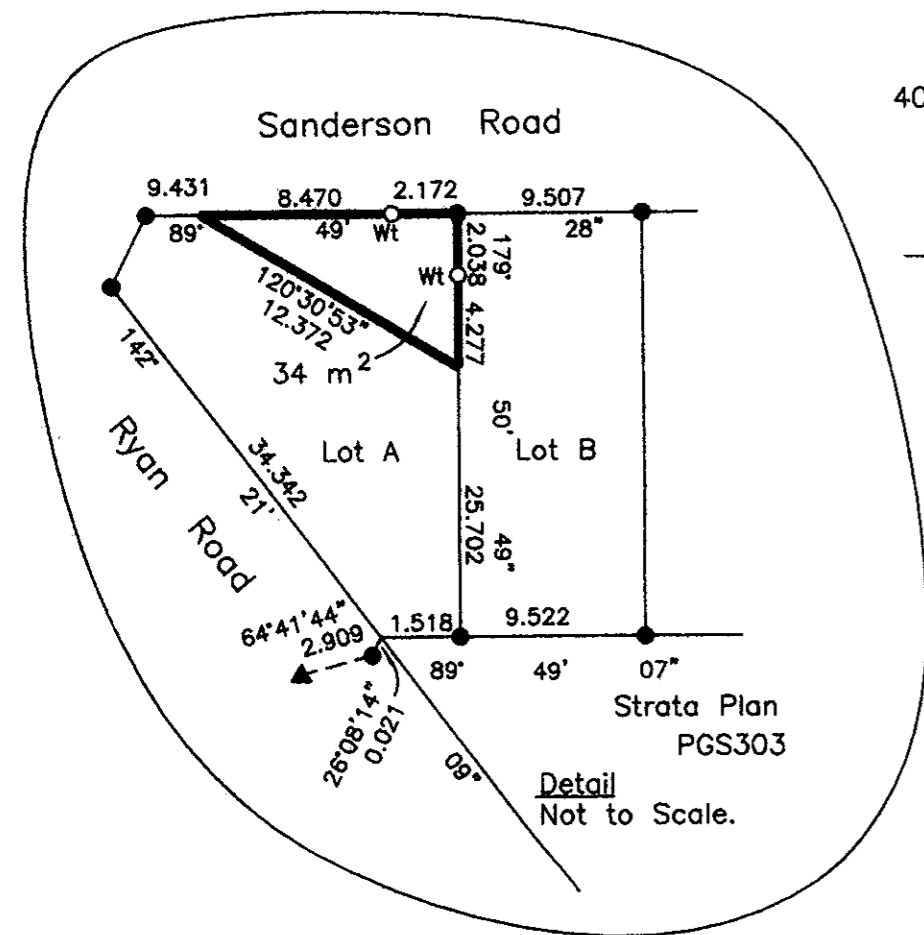 40
Sanderson Road
9.431
8.470
2.172
9.507
89°
49'
Wt
28"
2.038
179°
Wt
120°30'53"
12.372
4.277
34 m²
142°
50'
Ryan Road
34.342
21'
Lot A
Lot B
25.702
49"
64°41'44"
2.909
1.518
9.522
89°
49'
07"
26°08'14"
0.021
09"
Strata Plan
PGS303
Detail
Not to Scale.